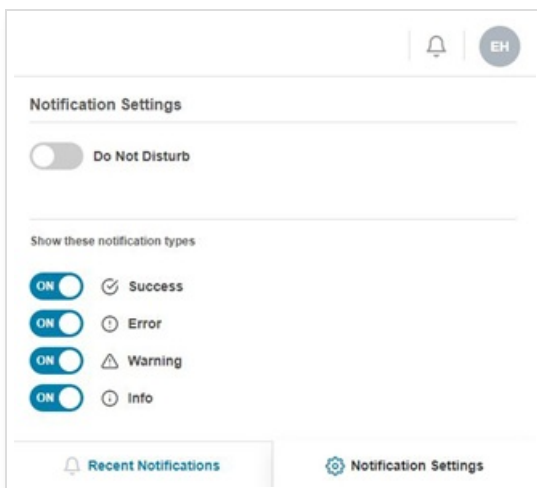 EH
Notification Settings
Do Not Disturb
Show these notification types
ON Success
ON Error
ON Warning
ON Info
Recent Notifications Notification Settings